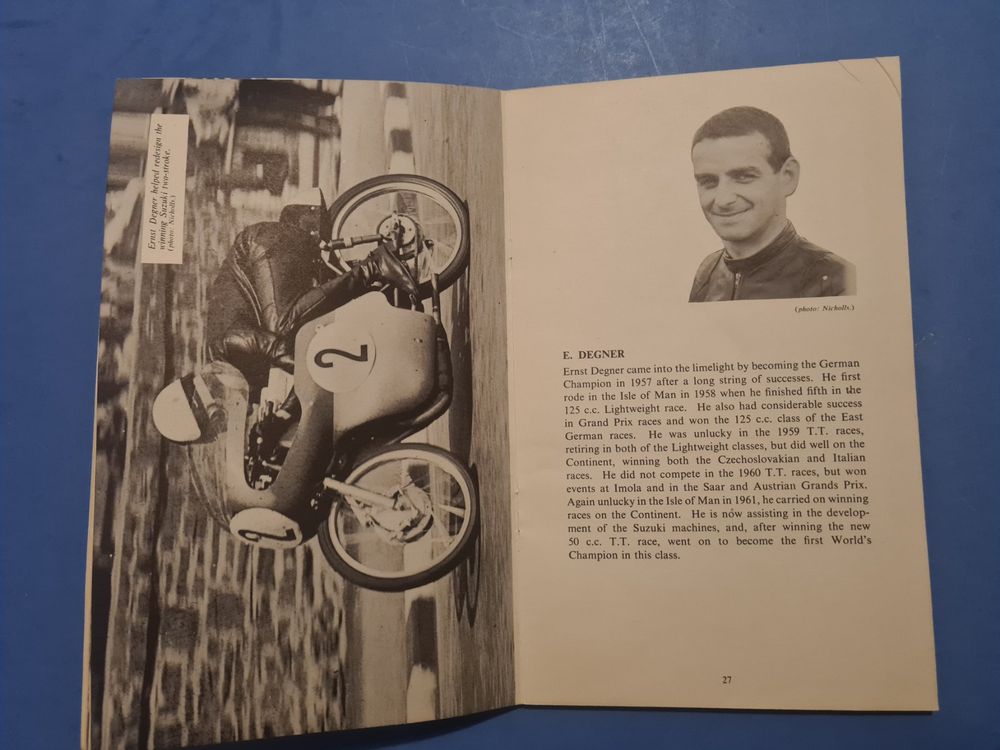 Ernst Degner helped redesign the
winning Suzuki two-stroke.
(photo: Nicholls.)
2
2
(photo: Nicholls.)
E. DEGNER
Ernst Degner came into the limelight by becoming the German
Champion in 1957 after a long string of successes. He first
rode in the Isle of Man in 1958 when he finished fifth in the
125 c.c. Lightweight race. He also had considerable success
in Grand Prix races and won the 125 c.c. class of the East
German races. He was unlucky in the 1959 T.T. races,
retiring in both of the Lightweight classes, but did well on the
Continent, winning both the Czechoslovakian and Italian
races. He did not compete in the 1960 T.T. races, but won
events at Imola and in the Saar and Austrian Grands Prix.
Again unlucky in the Isle of Man in 1961, he carried on winning
races on the Continent. He is now assisting in the develop-
ment of the Suzuki machines, and, after winning the new
50 c.c. T.T. race, went on to become the first World's
Champion in this class.
27